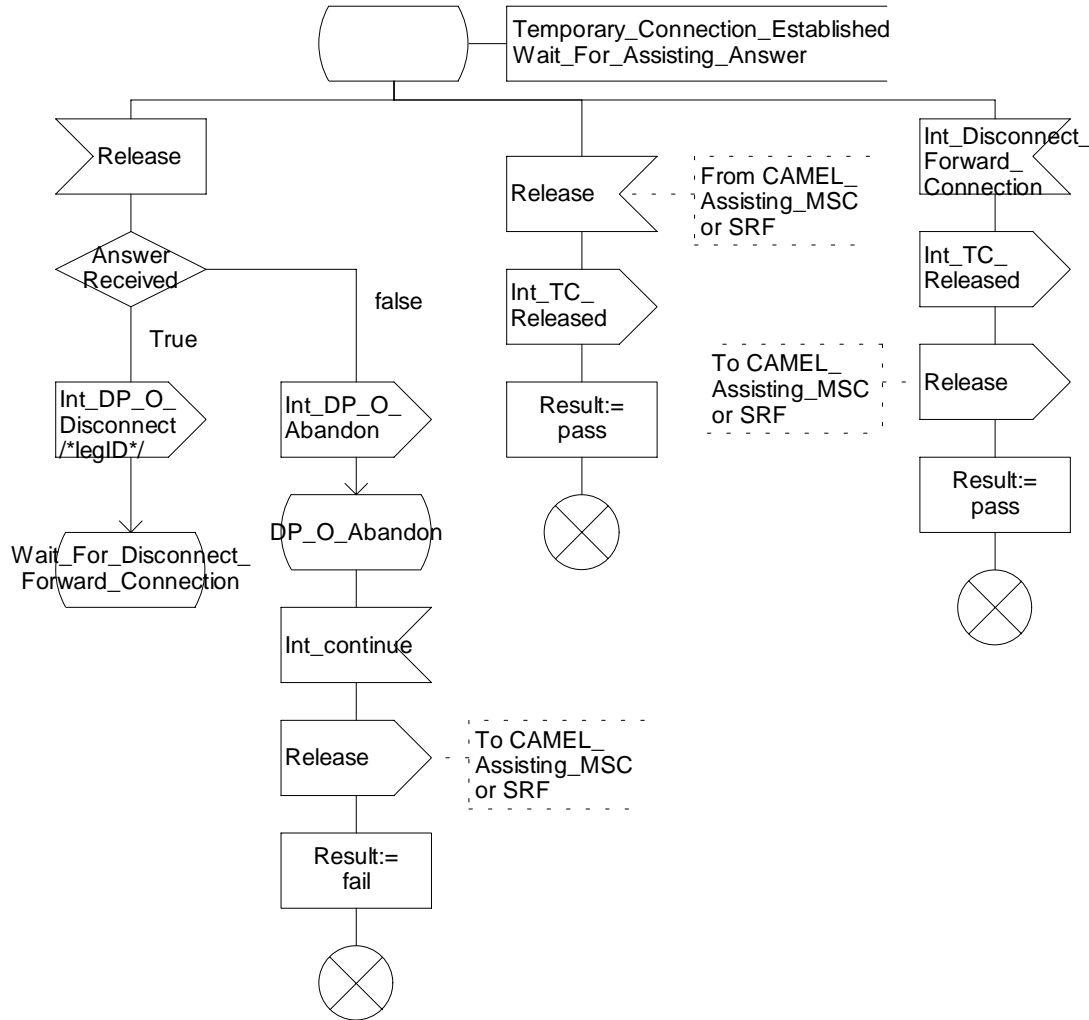 Temporary_Connection_Established
Wait_For_Assisting_Answer
Release
Answer
Received
True
false
Int_DP_O_
Disconnect
/*legID*/
Wait_For_Disconnect_
Forward_Connection
Int_DP_O_
Abandon
DP_O_Abandon
Int_continue
Release
To CAMEL_
Assisting_MSC
or SRF
Result:=
fail
Release
From CAMEL_
Assisting_MSC
or SRF
Int_TC_
Released
Result:=
pass
Int_Disconnect_
Forward_
Connection
Int_TC_
Released
To CAMEL_
Assisting_MSC
or SRF
Release
Result:=
pass